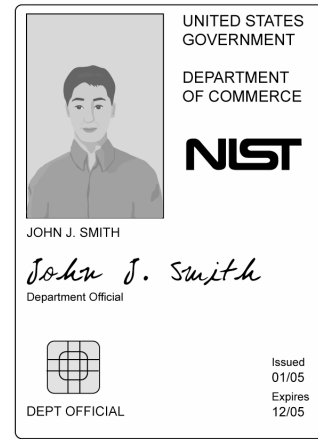 UNITED STATES
GOVERNMENT
DEPARTMENT
OF COMMERCE
NIST
JOHN J. SMITH
John J. Smith
Department Official
Issued
01/05
Expires
12/05
DEPT OFFICIAL